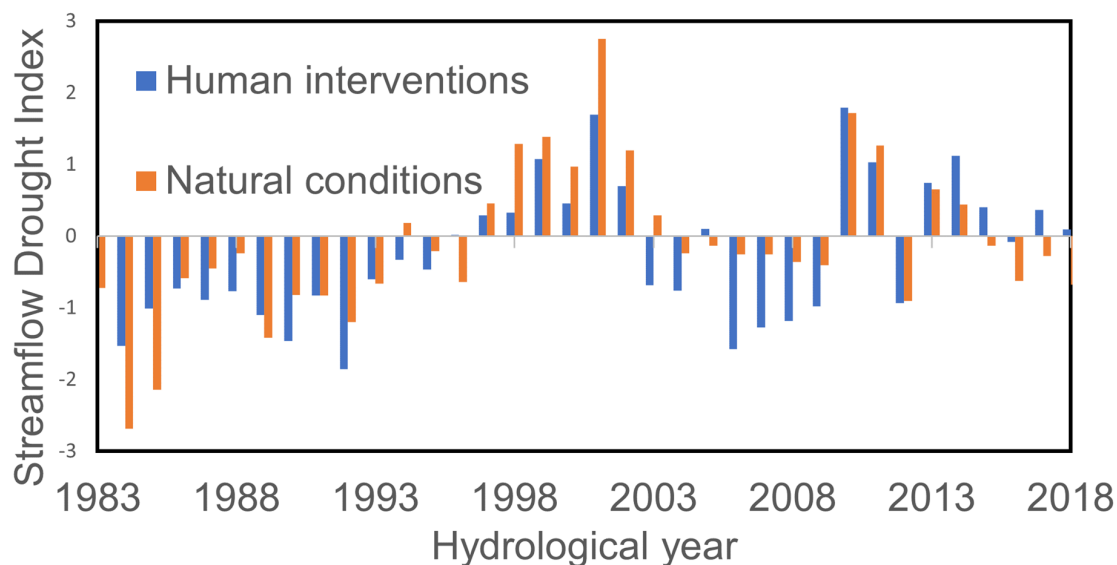 Streamflow Drought Index
3
2
1
0
-1
-2
-3
Human interventions
Natural conditions
1983 1988 1993 1998 2003 2008 2013 2018
Hydrological year